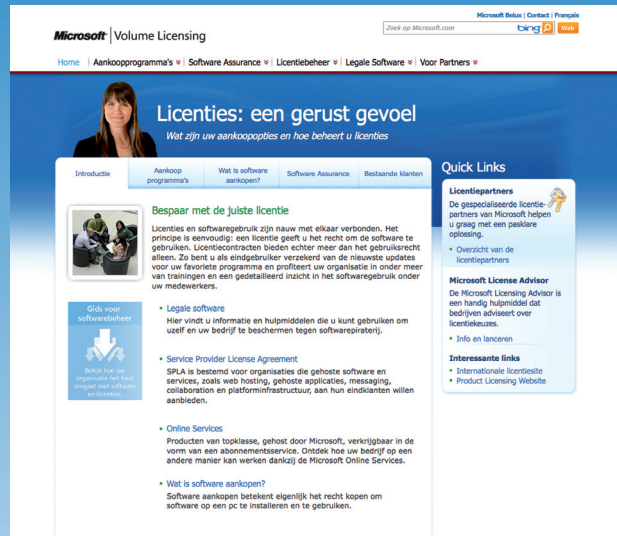 Microsoft Belux | Contact | Français
Microsoft | Volume Licensing
Zoek op Microsoft.com
bing
Web
Home | Aankoopprogramma's | Software Assurance | Licentiebeheer | Legale Software | Voor Partners
Licenties: een gerust gevoel
Wat zijn uw aankoopopties en hoe beheert u licenties
Introductie
Aankoop
programma's
Wat is software
aankopen?
Software Assurance
Bestaande klanten
Bespaar met de juiste licentie
Licenties en softwaregebruik zijn nauw met elkaar verbonden. Het
principe is eenvoudig: een licentie geeft u het recht om de software te
gebruiken. Licentiecontracten bieden echter meer dan het gebruiksrecht
alleen. Zo bent u als eindgebruiker verzekerd van de nieuwste updates
voor uw favoriete programma en profiteert uw organisatie in onder meer
van trainingen en een gedetailleerd inzicht in het softwaregebruik onder
uw medewerkers.
Gids voor
softwarebeheer
Bekijk hoe uw
organisatie het best
omgaat met software
en licenties
• Legale software
Hier vindt u informatie en hulpmiddelen die u kunt gebruiken om
uzelf en uw bedrijf te beschermen tegen softwarepiraterij.
• Service Provider License Agreement
SPLA is bestemd voor organisaties die gehoste software en
services, zoals web hosting, gehoste applicaties, messaging,
collaboration en platforminfrastructuur, aan hun eindklanten willen
aanbieden.
• Online Services
Producten van topklasse, gehost door Microsoft, verkrijgbaar in de
vorm van een abonnementsservice. Ontdek hoe uw bedrijf op een
andere manier kan werken dankzij de Microsoft Online Services.
• Wat is software aankopen?
Software aankopen betekent eigenlijk het recht kopen om
software op een pc te installeren en te gebruiken.
Quick Links
Licentiepartners
De gespecialiseerde licentie-
partners van Microsoft helpen
u graag met een pasklare
oplossing.
• Overzicht van de
licentiepartners
Microsoft License Advisor
De Microsoft Licensing Advisor is
een handig hulpmiddel dat
bedrijven adviseert over
licentiekeuzes.
• Info en lanceren
Interessante links
• Internationale licentiesite
• Product Licensing Website